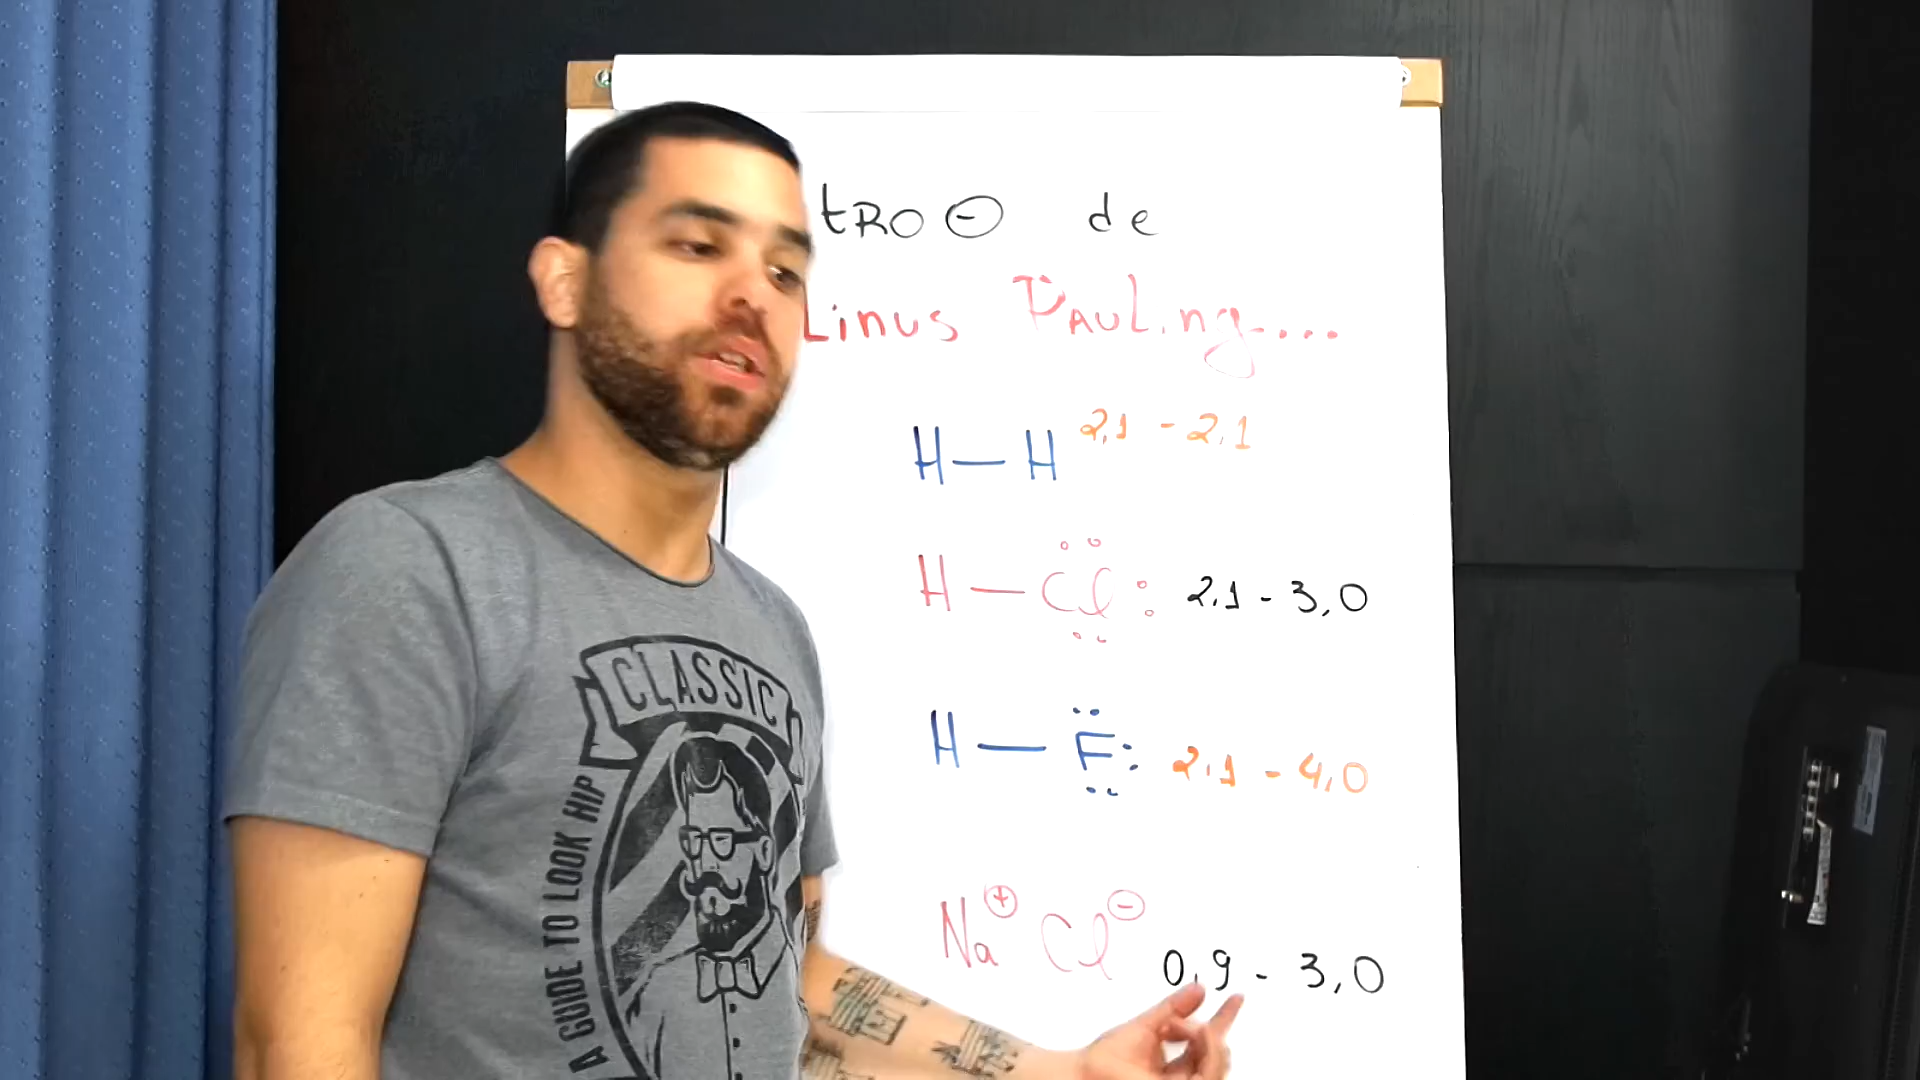 tRO⊖ de
Linus Pauling....
H—H 2,1 - 2,1
H—Cl 2,1 - 3,0
H—F 2,1 - 4,0
Na⊕ Cl⊖ 0,9 - 3,0
CLASSIC
A GUIDE TO LOOK HIP